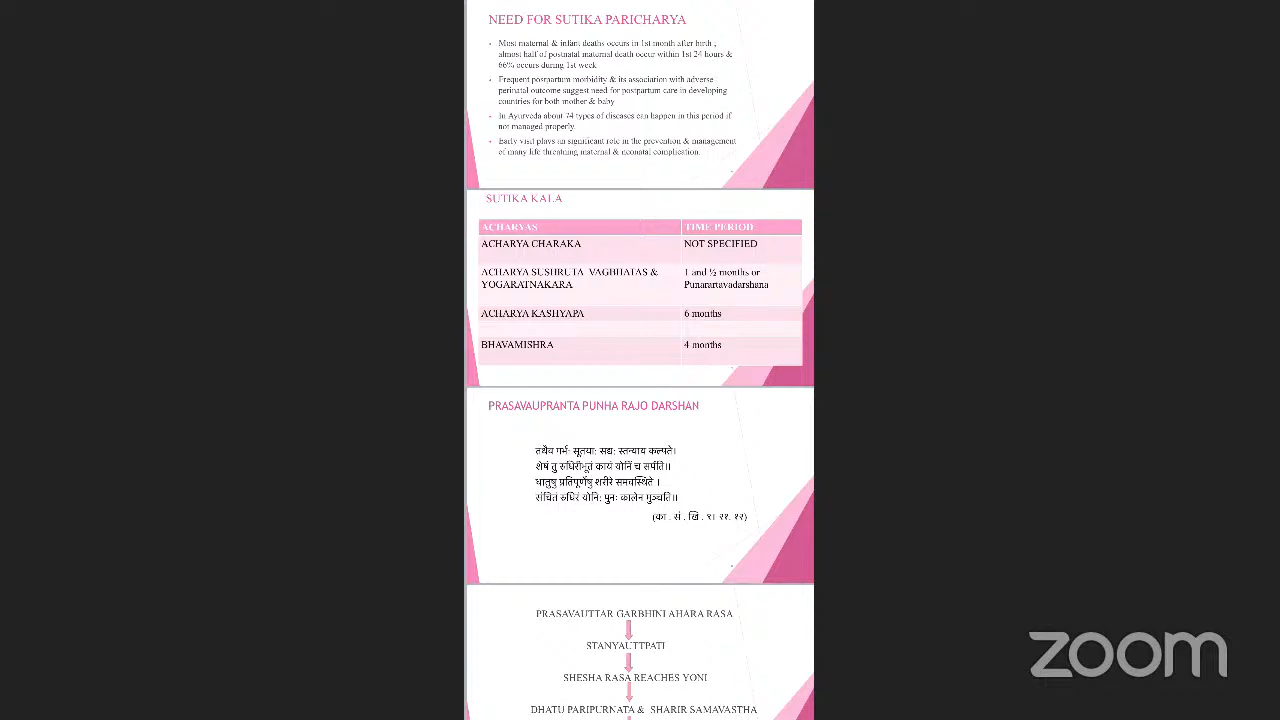 NEED FOR SUTIKA PARICHARYA
Most maternal & infant deaths occurs in 1st month after birth ;
almost half of postnatal maternal death occur within 1st 24 hours &
66% occurs during 1st week
Frequent postpartum morbidity & its association with adverse
perinatal outcome suggest need for postpartum care in developing
countries for both mother & baby
In Ayurveda about 74 types of diseases can happen in this period if
not managed properly.
Early visit plays an significant role in the prevention & management
of many life threatning maternal & neonatal complication.
SUTIKA KALA
ACHARYAS TIME PERIOD
ACHARYA CHARAKA NOT SPECIFIED
ACHARYA SUSHRUTA VAGBHATAS & 1 and ½ months or
YOGARATNAKARA Punarartavadarshana
ACHARYA KASHYAPA 6 months
BHAVAMISHRA 4 months
PRASAVAUPRANTA PUNHA RAJO DARSHAN
तथैव गर्भः सूतयाः सद्यः स्तन्याय कल्पते।
शेषं तु रुधिरीभूतं कायं योनिं च सर्पति।।
धातुषु प्रतिपूर्णेषु शरीरे समवस्थिते ।
संचितं रुधिरं योनिः पुनः कालेन मुञ्चति।।
(का . सं . खि . ९। २१. २२)
PRASAVAUTTAR GARBHINI AHARA RASA
STANYAUTTPATI
SHESHA RASA REACHES YONI
DHATU PARIPURNATA & SHARIR SAMAVASTHA
zoom